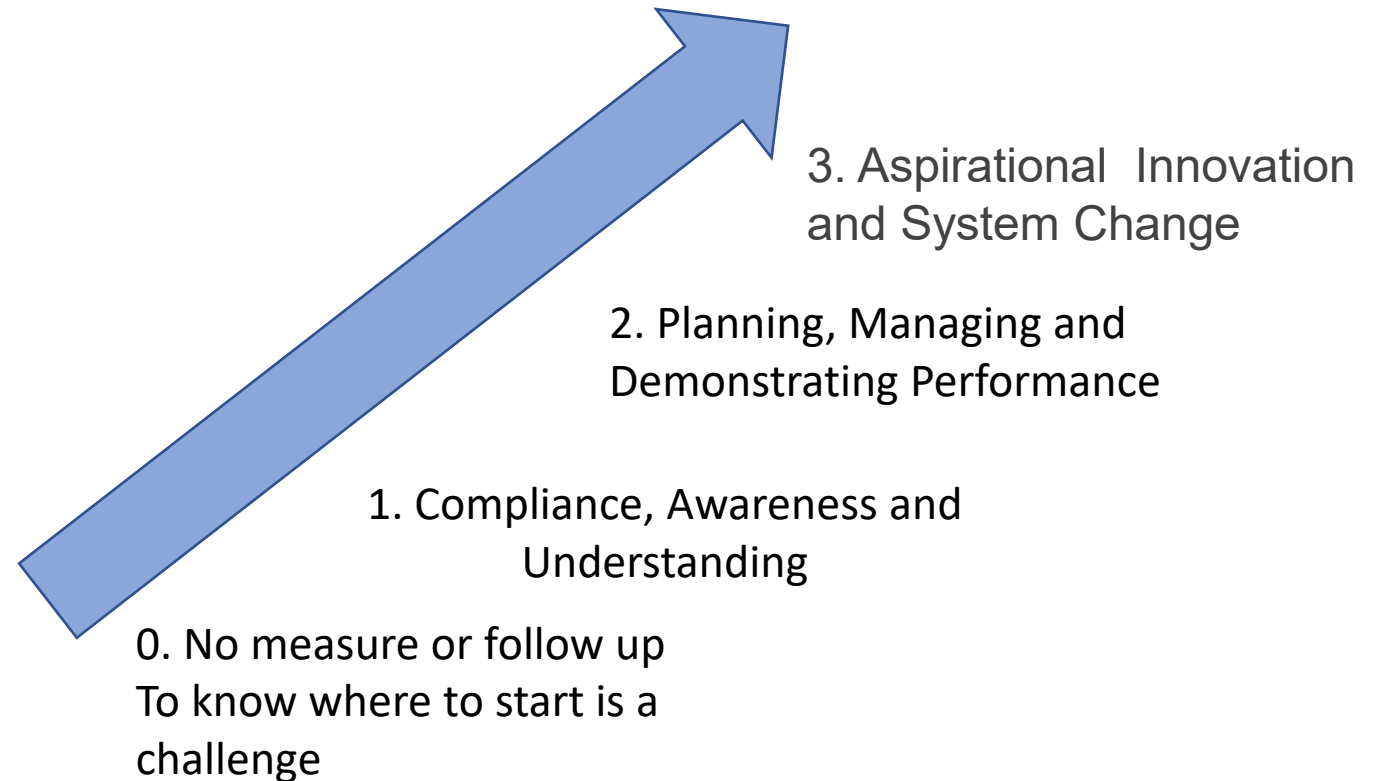 3. Aspirational  Innovation
and System Change
2. Planning, Managing and
Demonstrating Performance
1. Compliance, Awareness and
Understanding
0. No measure or follow up
To know where to start is a
challenge